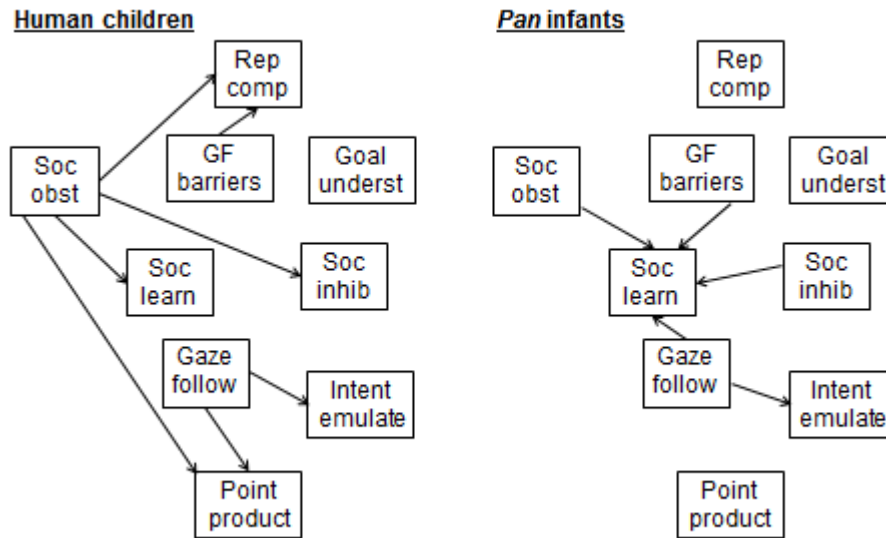 Human children
Rep
comp
Soc
obst
GF
barriers
Goal
underst
Soc
learn
Soc
inhib
Gaze
follow
Intent
emulate
Point
product
Pan infants
Rep
comp
Soc
obst
GF
barriers
Goal
underst
Soc
learn
Soc
inhib
Gaze
follow
Intent
emulate
Point
product